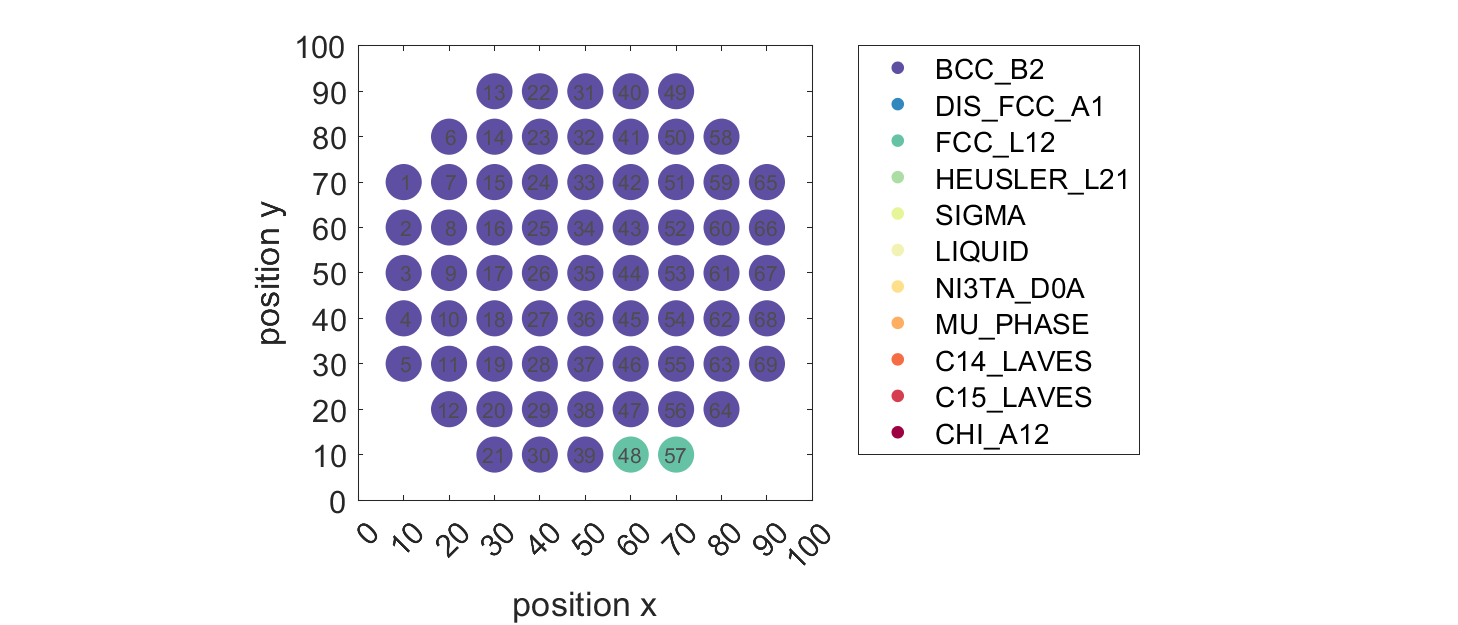 100
90
80
70
60
50
40
30
20
10
0
position y
13 22 31 40 49
6 14 23 32 41 50 58
1 7 15 24 33 42 51 59 65
2 8 16 25 34 43 52 60 66
3 9 17 26 35 44 53 61 67
4 10 18 27 36 45 54 62 68
5 11 19 28 37 46 55 63 69
12 20 29 38 47 56 64
21 30 39 48 57
0 10 20 30 40 50 60 70 80 90 100
position x
BCC_B2
DIS_FCC_A1
FCC_L12
HEUSLER_L21
SIGMA
LIQUID
NI3TA_D0A
MU_PHASE
C14_LAVES
C15_LAVES
CHI_A12